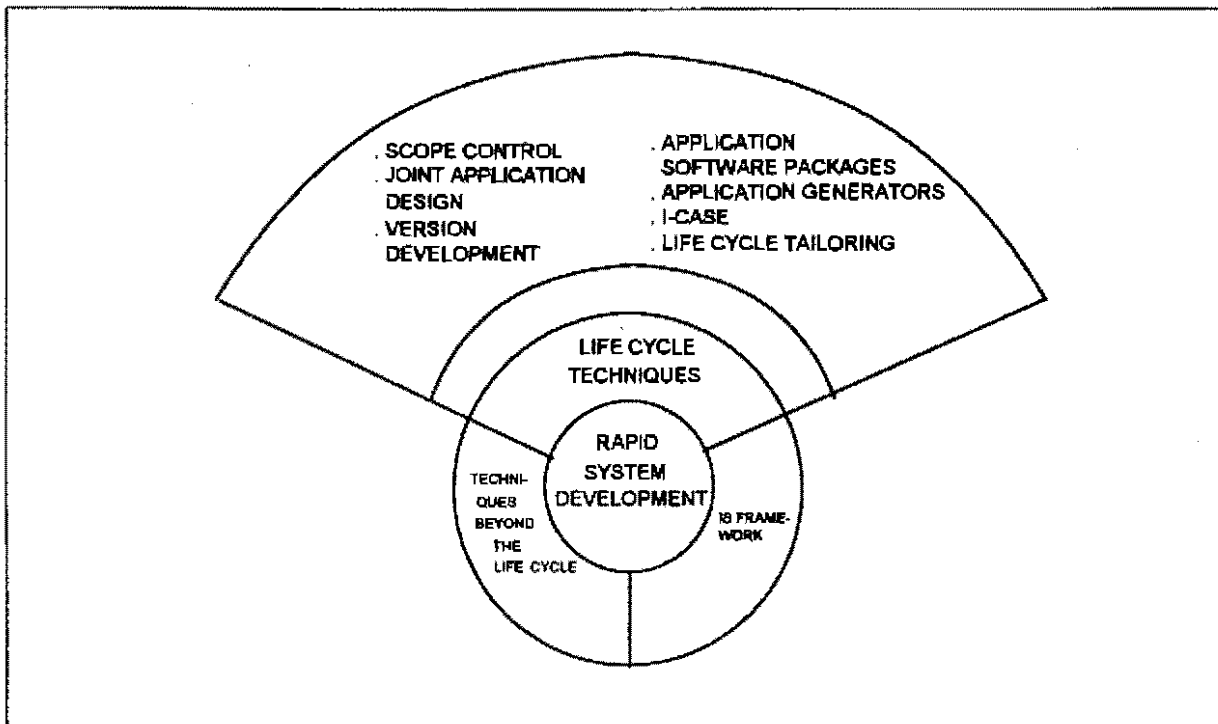 . SCOPE CONTROL
. JOINT APPLICATION
DESIGN
. VERSION
DEVELOPMENT
. APPLICATION
SOFTWARE PACKAGES
. APPLICATION GENERATORS
. I-CASE
. LIFE CYCLE TAILORING
LIFE CYCLE
TECHNIQUES
RAPID
SYSTEM
DEVELOPMENT
TECHNI-
QUES
BEYOND
THE
LIFE CYCLE
IS FRAME-
WORK